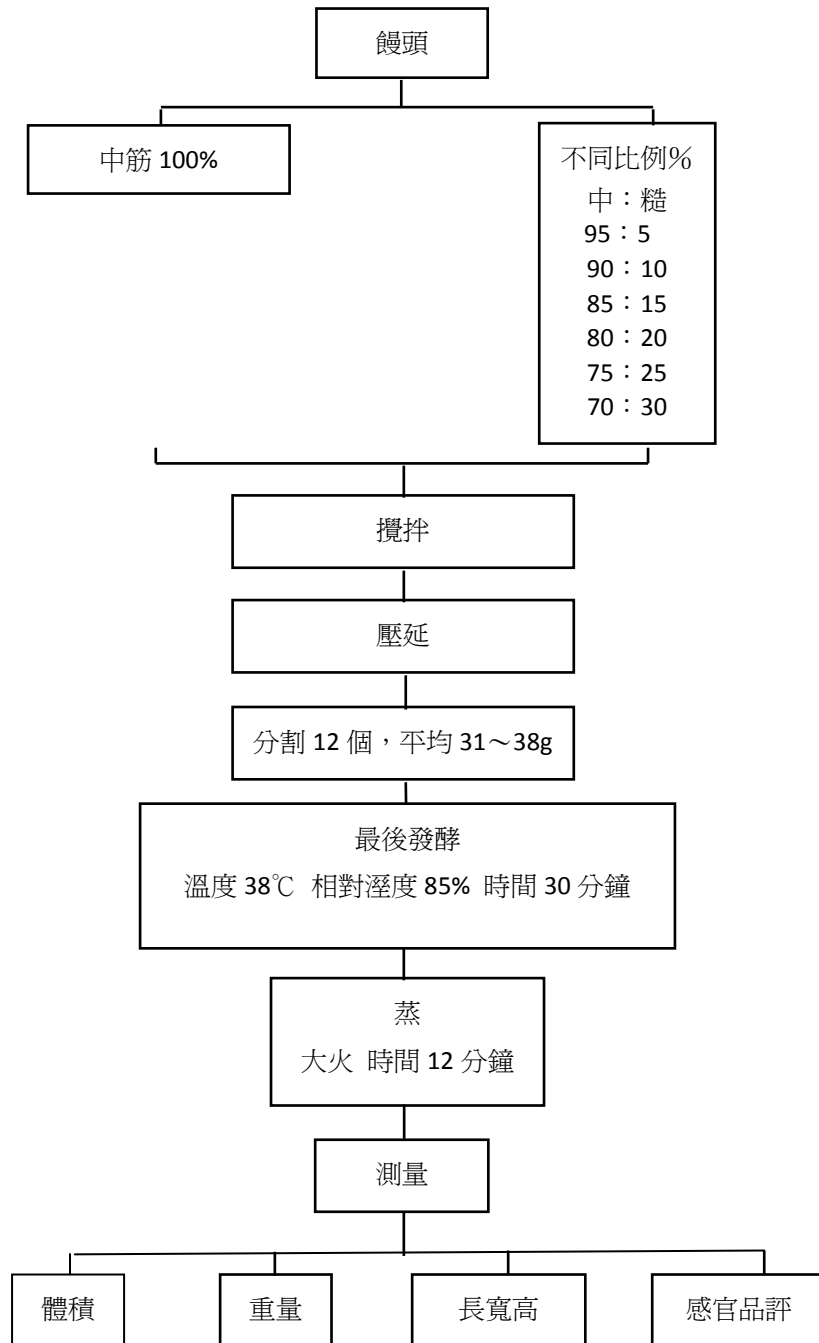 饅頭
中筋 100%
不同比例％
中：糙
95：5
90：10
85：15
80：20
75：25
70：30
攪拌
壓延
分割 12 個，平均 31～38g
最後發酵
溫度 38℃ 相對溼度 85% 時間 30 分鐘
蒸
大火 時間 12 分鐘
測量
體積
重量
長寬高
感官品評